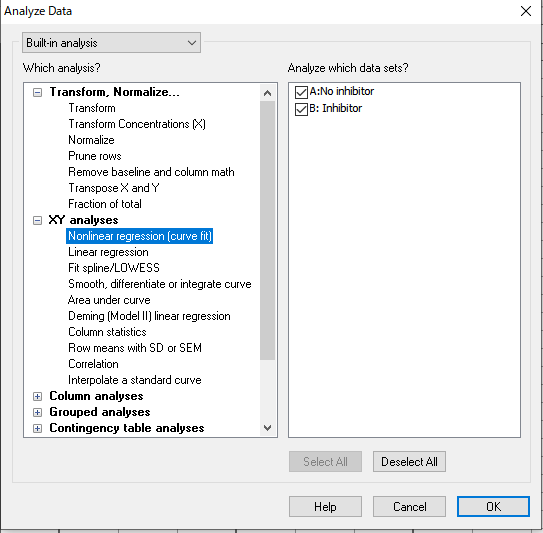 Analyze Data
Built-in analysis
Which analysis?
Analyze which data sets?
Transform, Normalize...
Transform
Transform Concentrations (X)
Normalize
Prune rows
Remove baseline and column math
Transpose X and Y
Fraction of total
XY analyses
Nonlinear regression (curve fit)
Linear regression
Fit spline/LOWESS
Smooth, differentiate or integrate curve
Area under curve
Deming (Model II) linear regression
Column statistics
Row means with SD or SEM
Correlation
Interpolate a standard curve
Column analyses
Grouped analyses
Contingency table analyses
A:No inhibitor
B: Inhibitor
Select All
Deselect All
Help
Cancel
OK